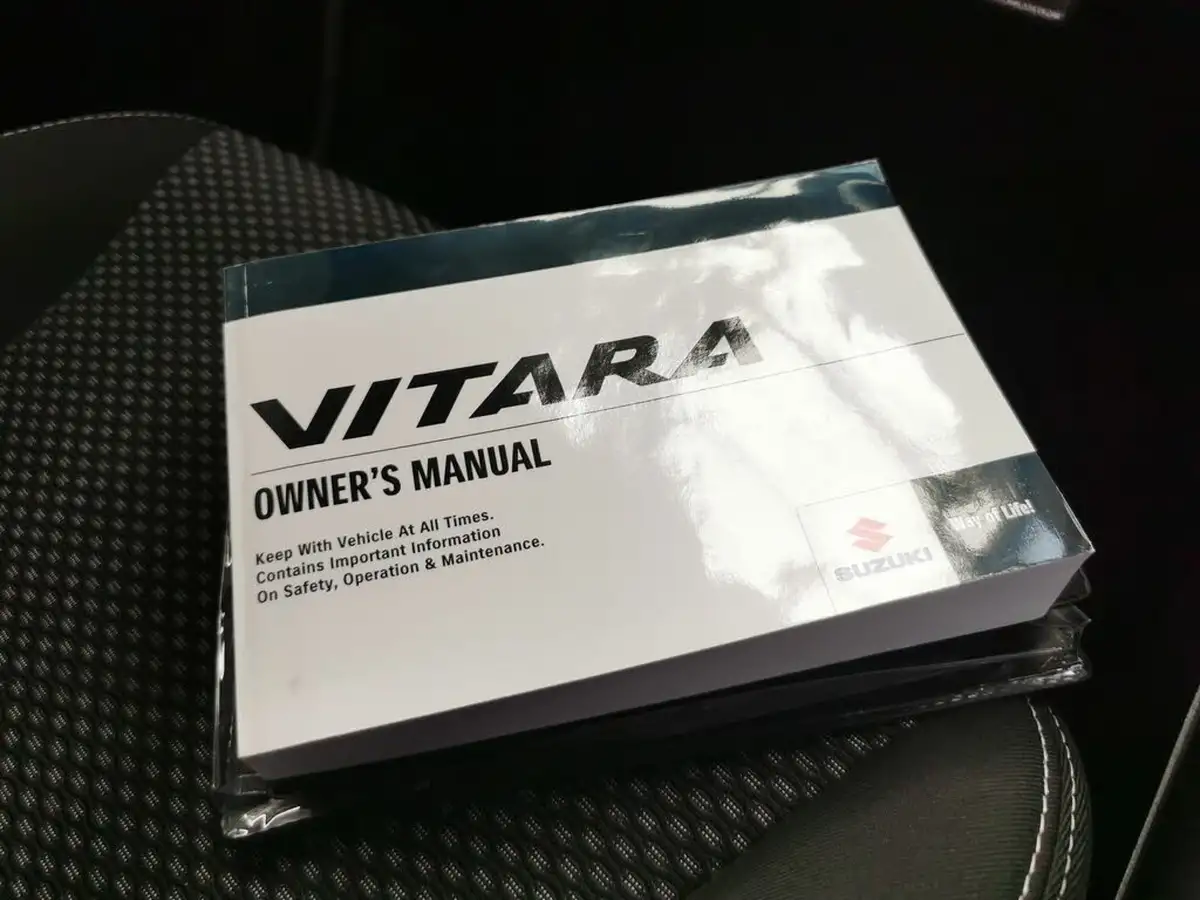 VITARA
OWNER'S MANUAL
Keep With Vehicle At All Times.
Contains Important Information
On Safety, Operation & Maintenance.
Way of Life!
SUZUKI